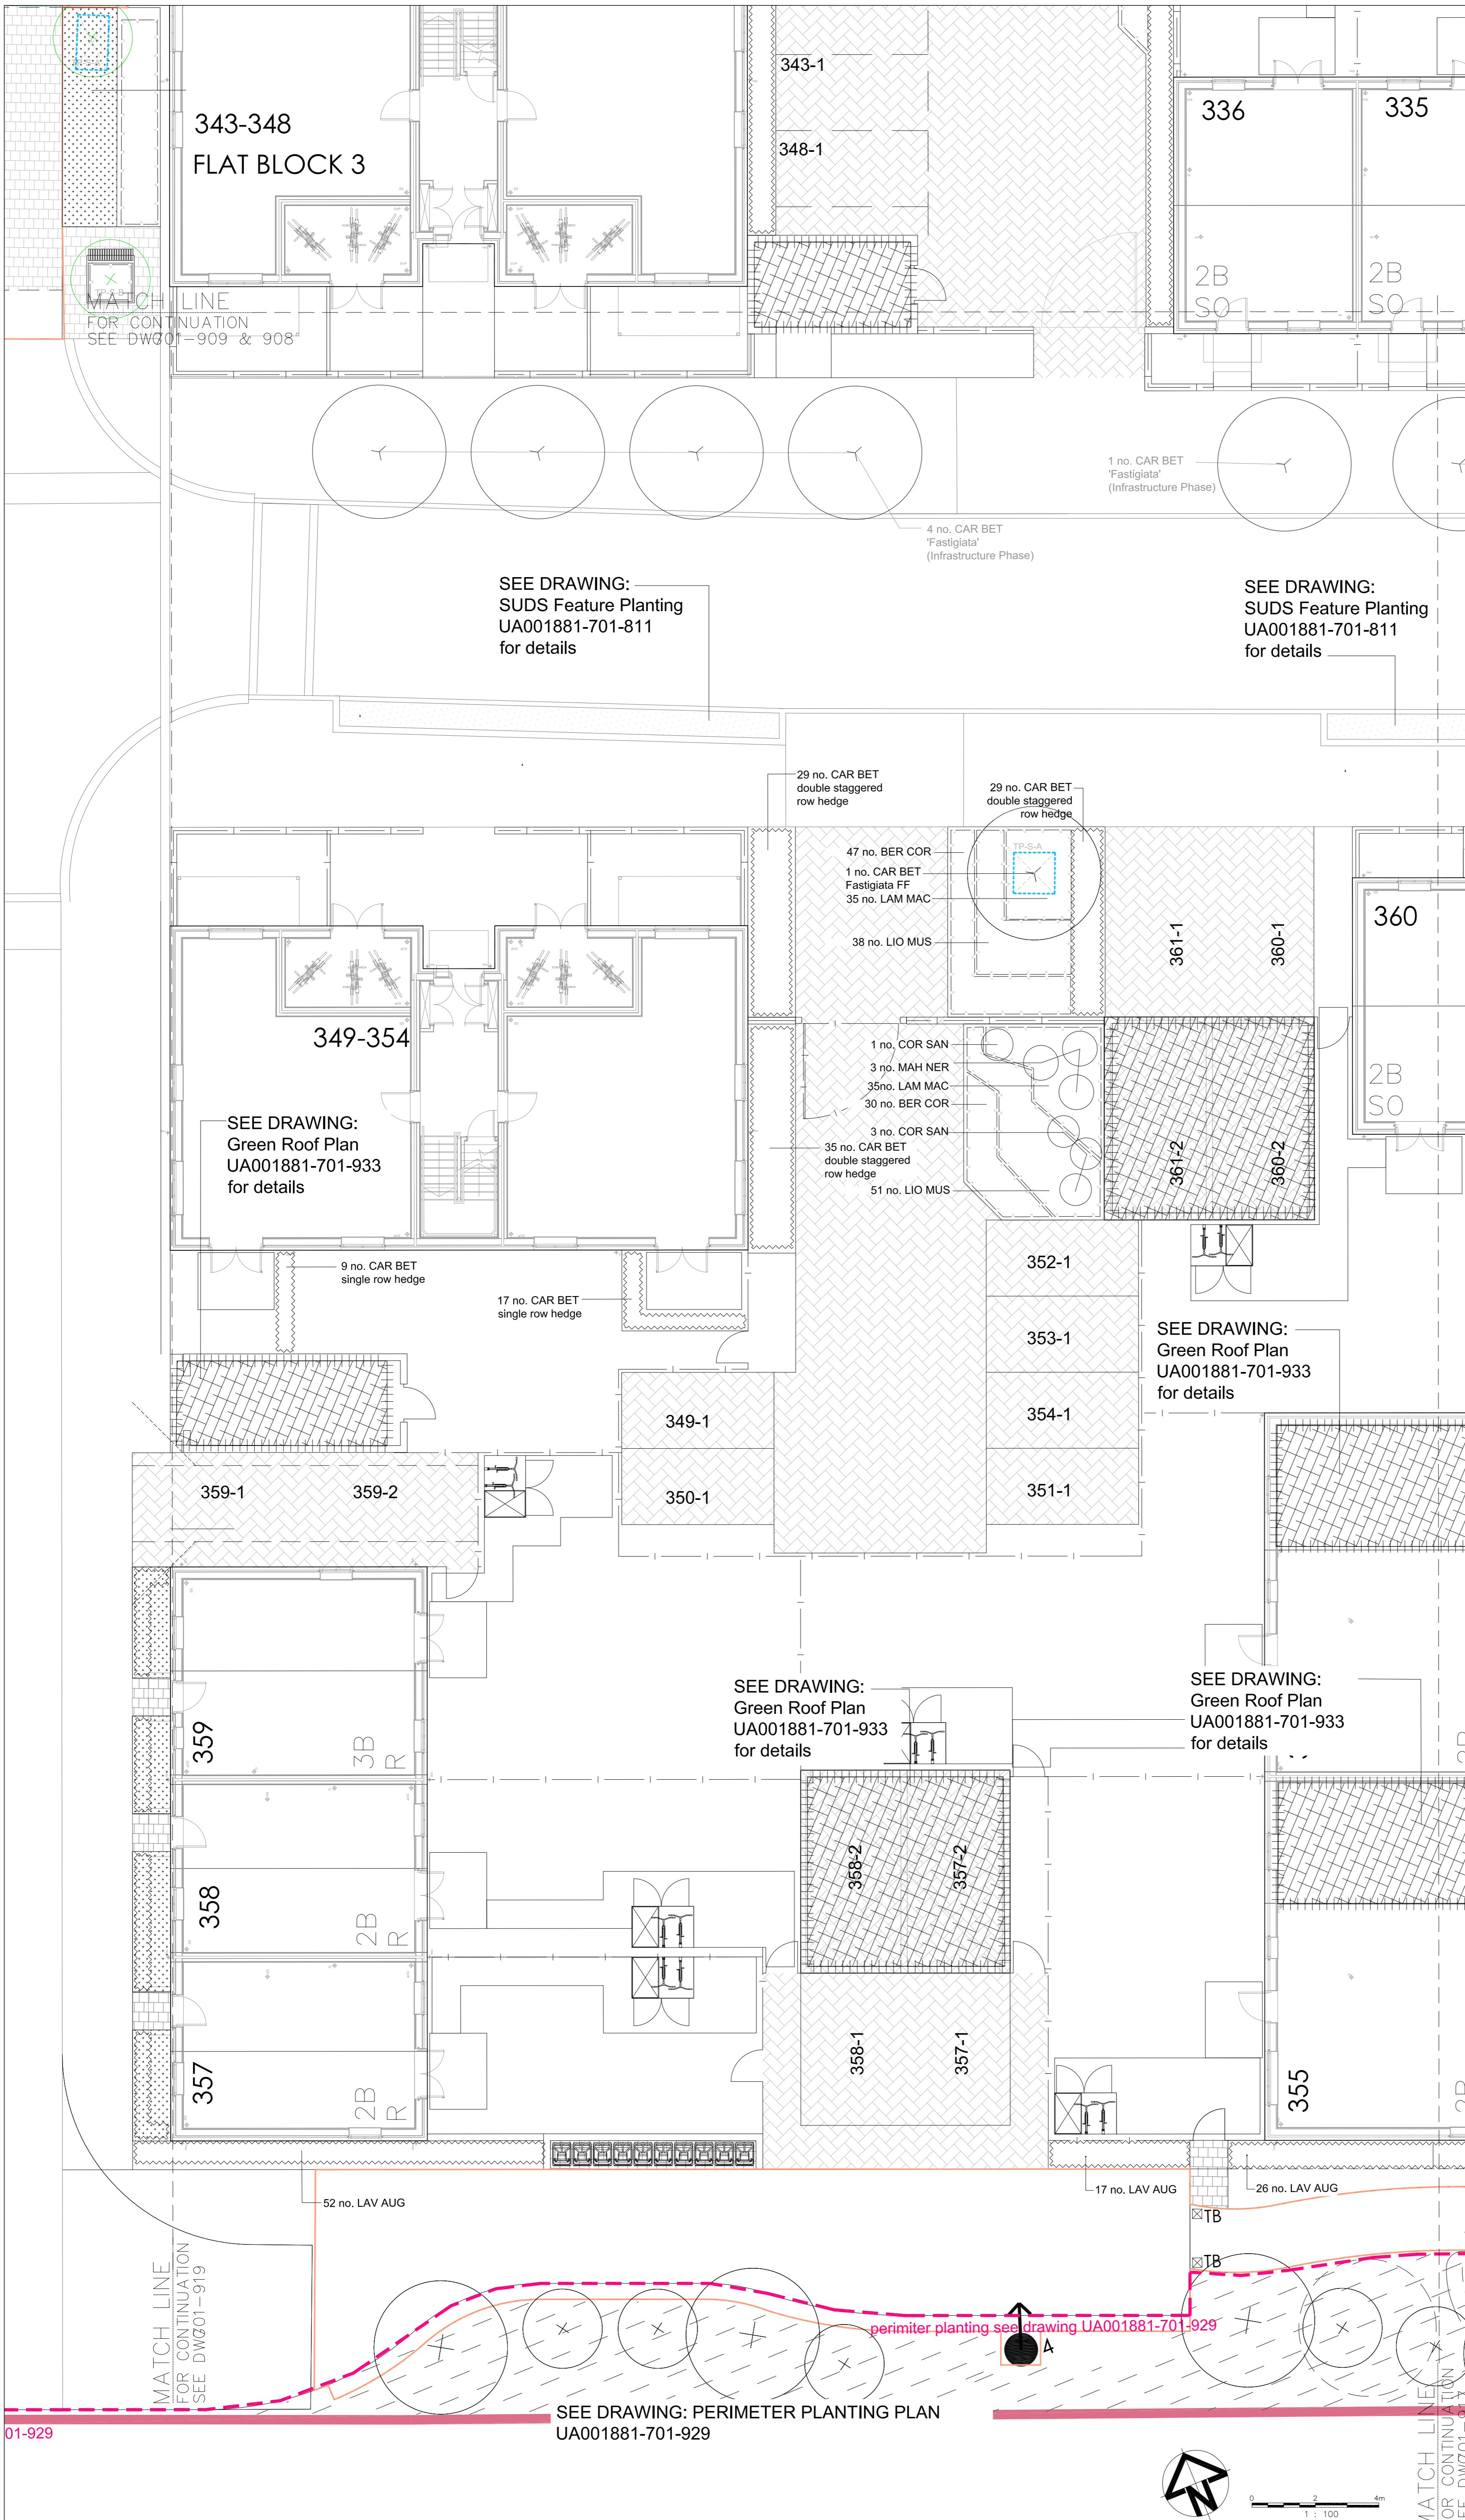 343-348
FLAT BLOCK 3
343-1
348-1
336
335
2B
SO
2B
SO
TP-S-B
MATCH LINE
FOR CONTINUATION
SEE DWG701-909 & 908
1 no. CAR BET
'Fastigiata'
(Infrastructure Phase)
4 no. CAR BET
'Fastigiata'
(Infrastructure Phase)
SEE DRAWING:
SUDS Feature Planting
UA001881-701-811
for details
SEE DRAWING:
SUDS Feature Planting
UA001881-701-811
for details
29 no. CAR BET
double staggered
row hedge
29 no. CAR BET
double staggered
row hedge
TP-S-A
47 no. BER COR
1 no. CAR BET
Fastigiata FF
35 no. LAM MAC
38 no. LIO MUS
361-1
360-1
360
2B
SO
349-354
1 no. COR SAN
3 no. MAH NER
35no. LAM MAC
30 no. BER COR
3 no. COR SAN
35 no. CAR BET
double staggered
row hedge
51 no. LIO MUS
361-2
360-2
SEE DRAWING:
Green Roof Plan
UA001881-701-933
for details
9 no. CAR BET
single row hedge
17 no. CAR BET
single row hedge
352-1
353-1
354-1
351-1
SEE DRAWING:
Green Roof Plan
UA001881-701-933
for details
349-1
350-1
359-1
359-2
359
3B
R
358
2B
R
357
2B
R
SEE DRAWING:
Green Roof Plan
UA001881-701-933
for details
SEE DRAWING:
Green Roof Plan
UA001881-701-933
for details
358-2
357-2
358-1
357-1
355
2B
52 no. LAV AUG
17 no. LAV AUG
26 no. LAV AUG
TB
TB
MATCH LINE
FOR CONTINUATION
SEE DWG701-919
perimiter planting see drawing UA001881-701-929
4
SEE DRAWING: PERIMETER PLANTING PLAN
UA001881-701-929
01-929
N
0 2 4m
1 : 100
MATCH LINE
OR CONTINUATION